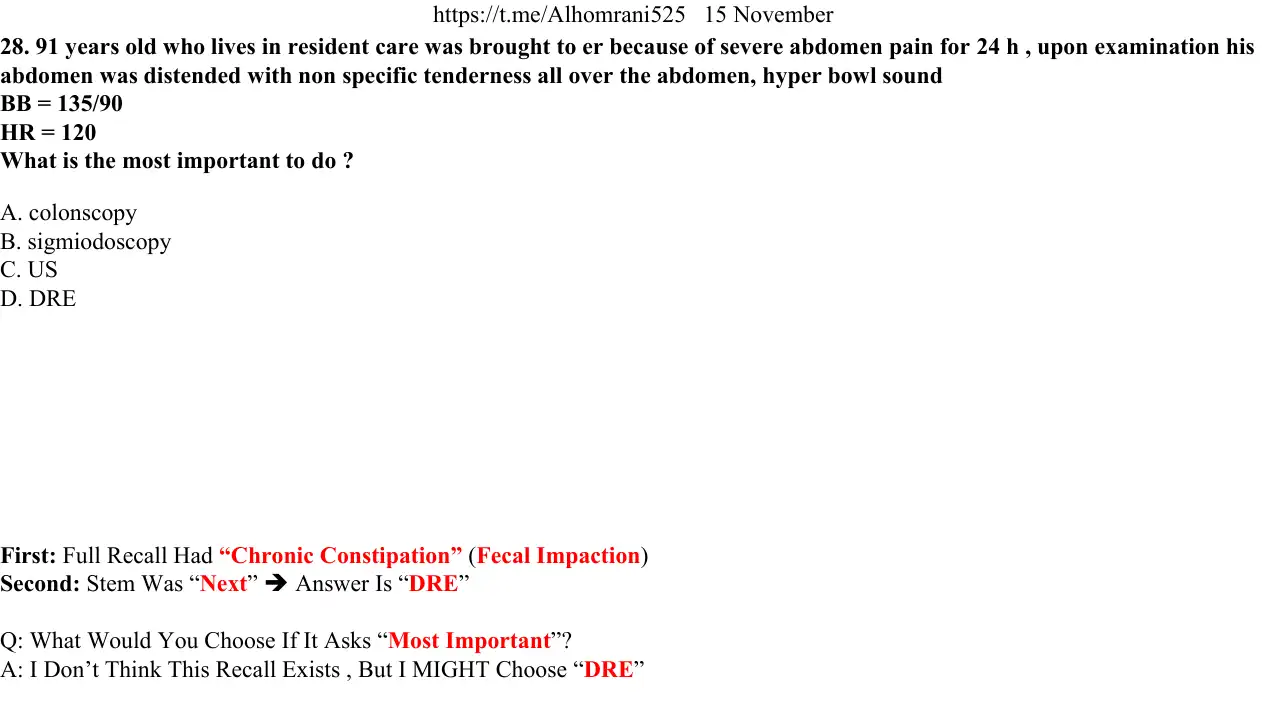 https://t.me/Alhomrani525 15 November
28. 91 years old who lives in resident care was brought to er because of severe abdomen pain for 24 h , upon examination his
abdomen was distended with non specific tenderness all over the abdomen, hyper bowl sound
BB = 135/90
HR = 120
What is the most important to do ?
A. colonscopy
B. sigmiodoscopy
C. US
D. DRE
First: Full Recall Had “Chronic Constipation” (Fecal Impaction)
Second: Stem Was “Next” ➔ Answer Is “DRE”
Q: What Would You Choose If It Asks “Most Important”?
A: I Don’t Think This Recall Exists , But I MIGHT Choose “DRE”